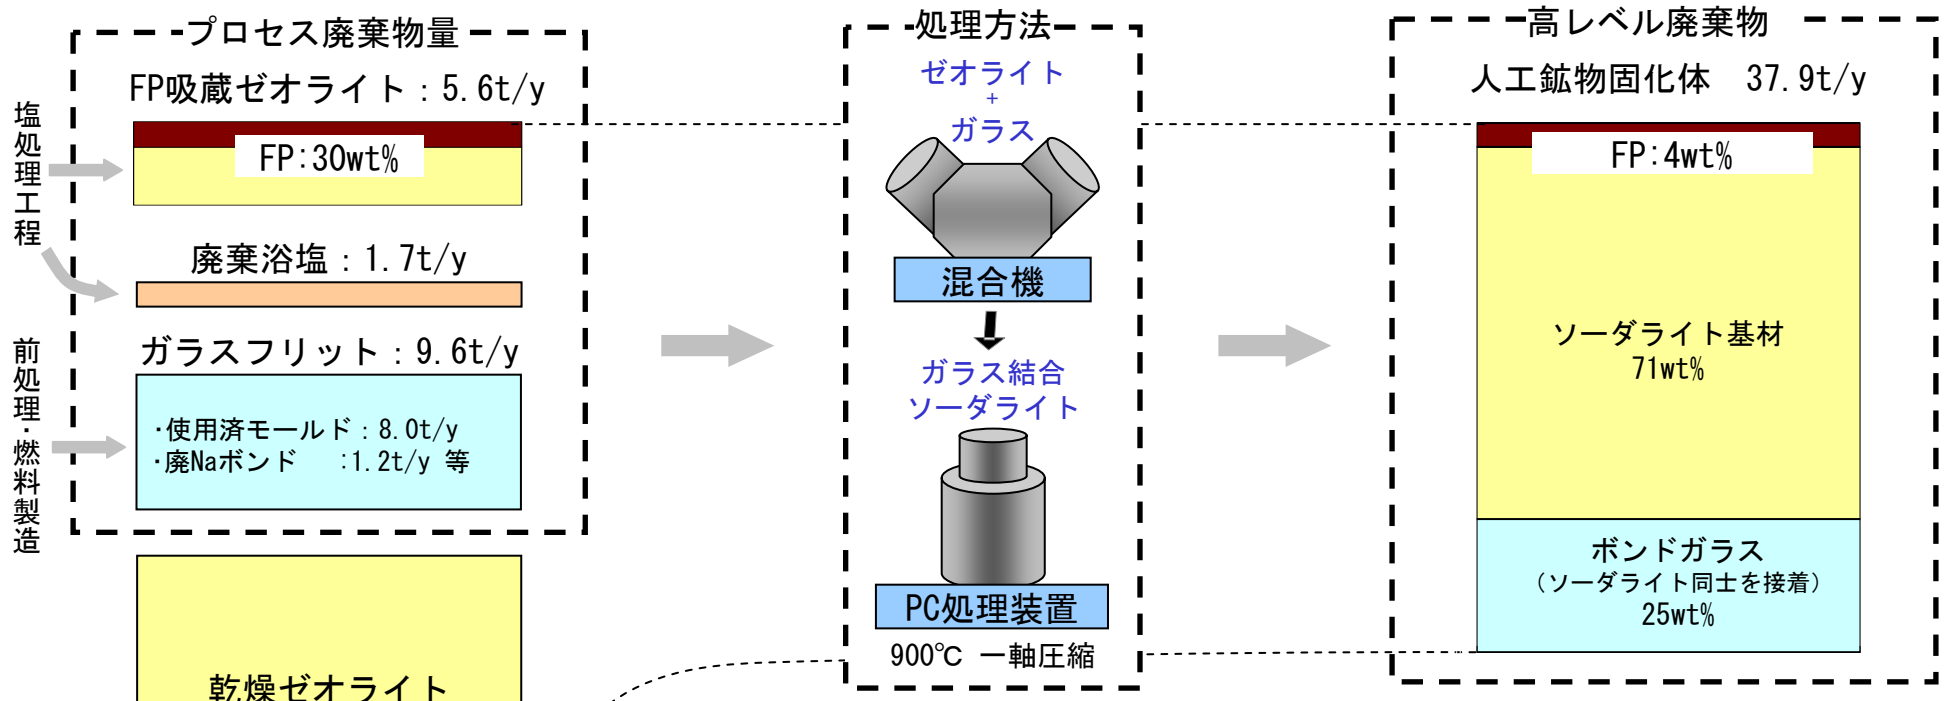 プロセス廃棄物量
FP吸蔵ゼオライト：5.6t/y
FP:30wt%
塩処理工程
廃棄浴塩：1.7t/y
ガラスフリット：9.6t/y
・使用済モールド：8.0t/y
・廃Naボンド　:1.2t/y 等
前処理・燃料製造
乾燥ゼオライト
処理方法
ゼオライト
+
ガラス
混合機
ガラス結合
ソーダライト
PC処理装置
900℃ 一軸圧縮
高レベル廃棄物
人工鉱物固化体　37.9t/y
FP:4wt%
ソーダライト基材
71wt%
ボンドガラス
（ソーダライト同士を接着）
25wt%